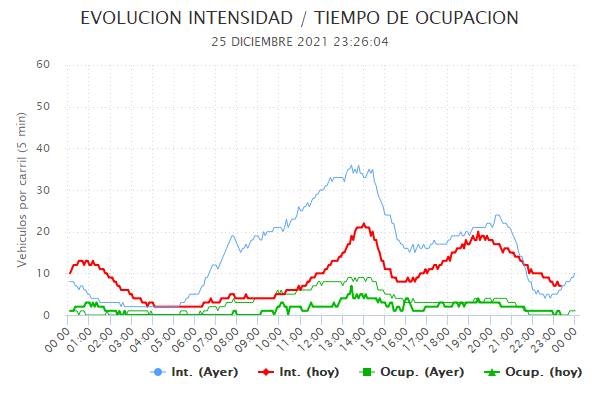 EVOLUCION INTENSIDAD / TIEMPO DE OCUPACION
25 DICIEMBRE 2021 23:26:04
Vehiculos por carril (5 min)
60
50
40
30
20
10
0
00:00 01:00 02:00 03:00 04:00 05:00 06:00 07:00 08:00 09:00 10:00 11:00 12:00 13:00 14:00 15:00 16:00 17:00 18:00 19:00 20:00 21:00 22:00 23:00 00:00
Int. (Ayer) Int. (hoy) Ocup. (Ayer) Ocup. (hoy)